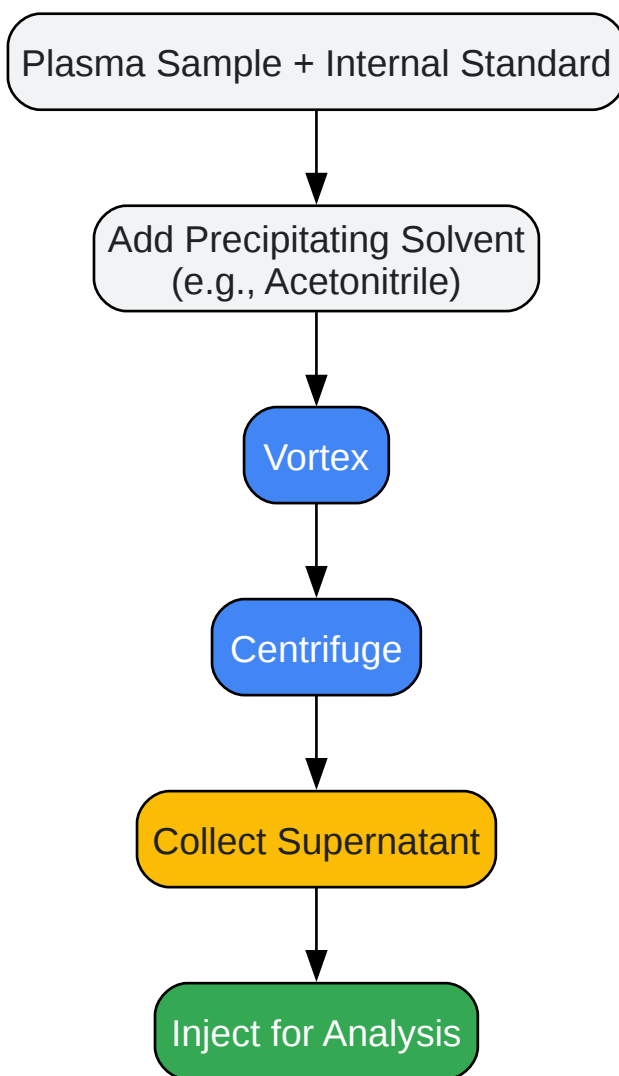 Plasma Sample + Internal Standard
Add Precipitating Solvent
(e.g., Acetonitrile)
Vortex
Centrifuge
Collect Supernatant
Inject for Analysis